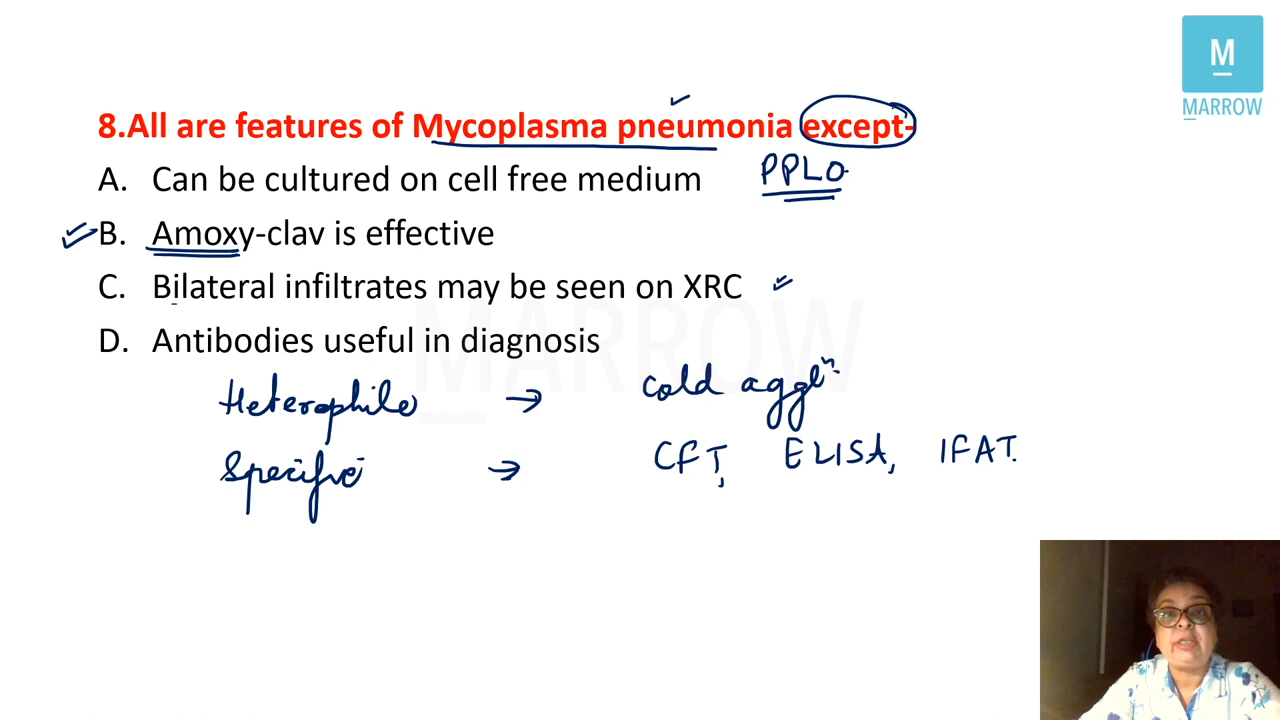 M
MARROW
8.All are features of Mycoplasma pneumonia except-
A. Can be cultured on cell free medium PPLO
B. Amoxy-clav is effective
C. Bilateral infiltrates may be seen on XRC
D. Antibodies useful in diagnosis
MARROW
Heterophile → cold aggln.
Specific → CFT, ELISA, IFAT.